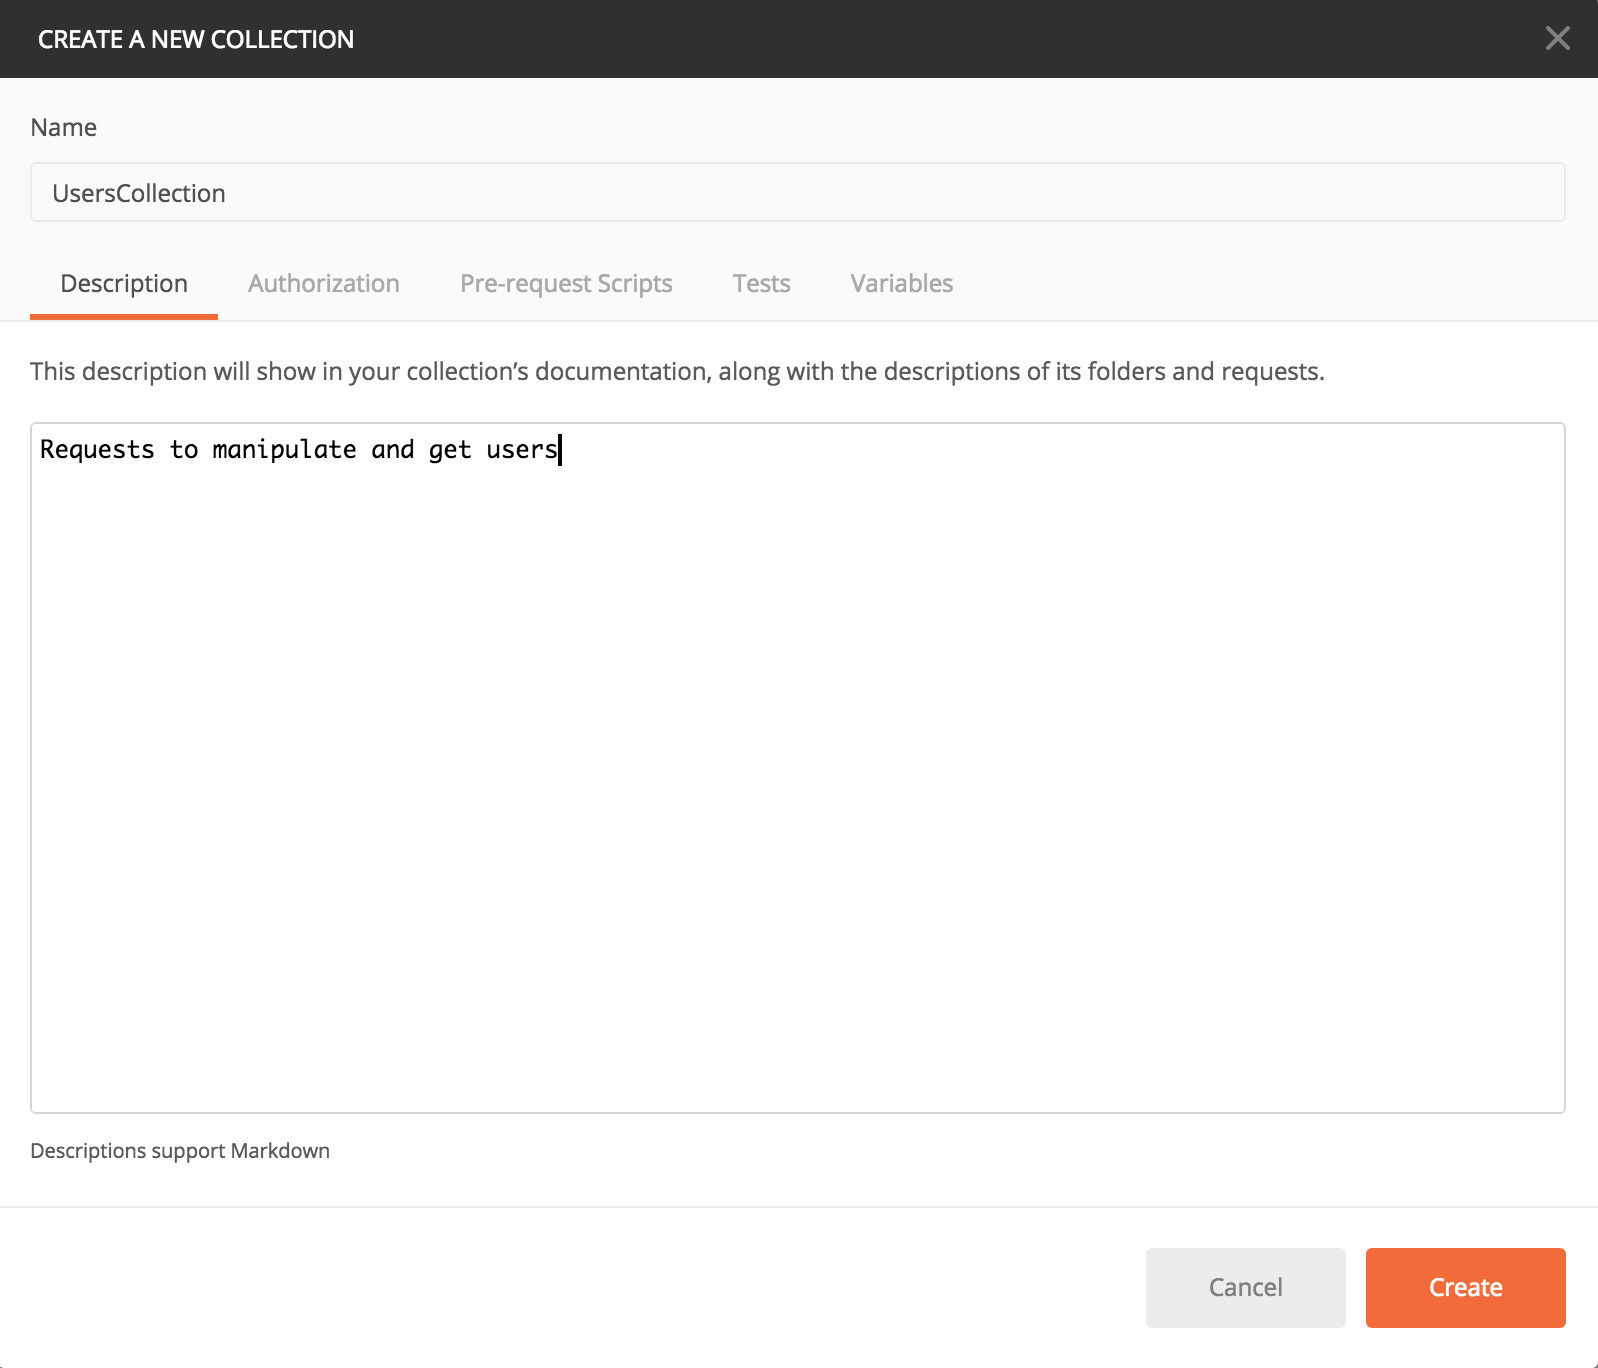 CREATE A NEW COLLECTION
Name
UsersCollection
Description Authorization Pre-request Scripts Tests Variables
This description will show in your collection’s documentation, along with the descriptions of its folders and requests.
Requests to manipulate and get users
Descriptions support Markdown
Cancel Create